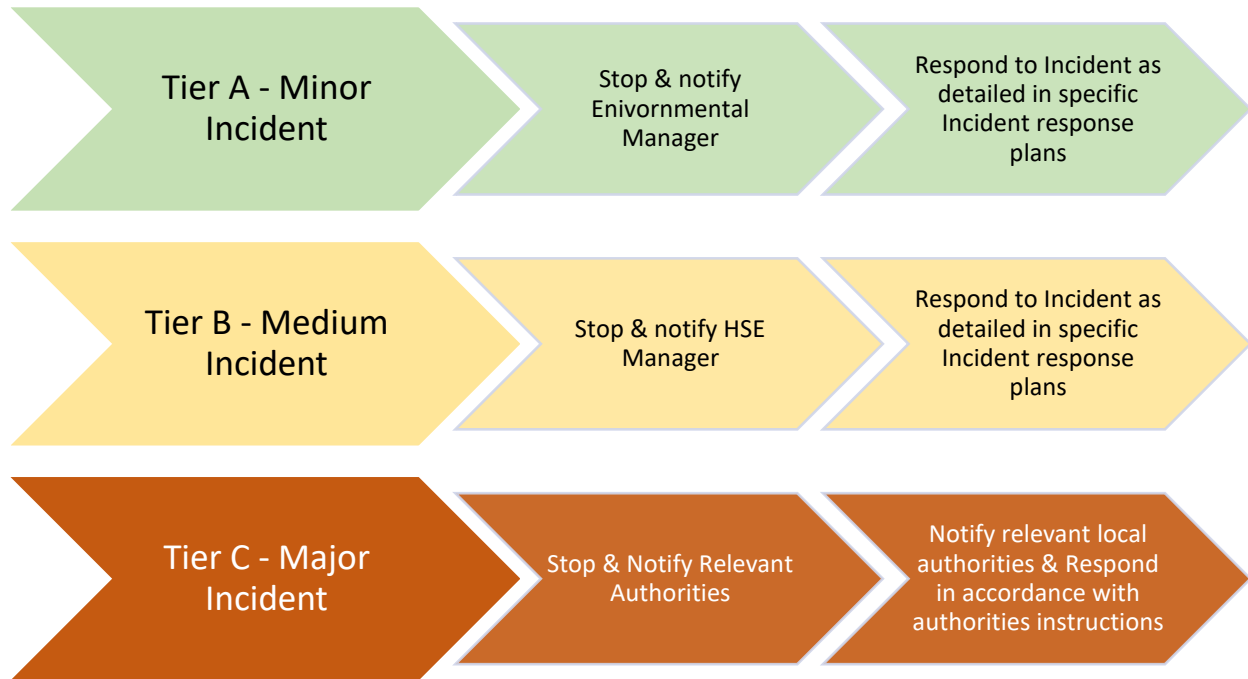 Tier A - Minor
Incident
Stop & notify
Enivornmental
Manager
Respond to Incident as
detailed in specific
Incident response
plans
Tier B - Medium
Incident
Stop & notify HSE
Manager
Respond to Incident as
detailed in specific
Incident response
plans
Tier C - Major
Incident
Stop & Notify Relevant
Authorities
Notify relevant local
authorities & Respond
in accordance with
authorities instructions